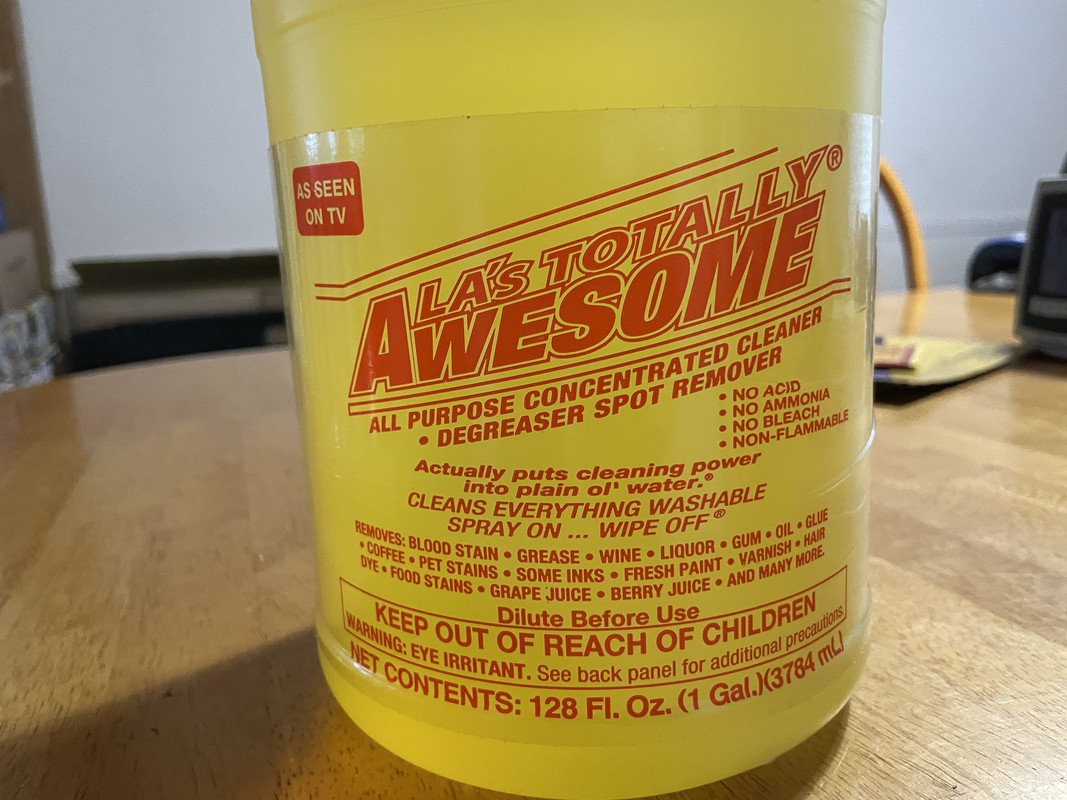 AS SEEN
ON TV
LA'S TOTALLY®
AWESOME
ALL PURPOSE CONCENTRATED CLEANER
• DEGREASER SPOT REMOVER
• NO ACID
• NO AMMONIA
• NO BLEACH
• NON-FLAMMABLE
Actually puts cleaning power
into plain ol' water.®
CLEANS EVERYTHING WASHABLE
SPRAY ON ... WIPE OFF®
REMOVES: BLOOD STAIN • GREASE • WINE • LIQUOR • GUM • OIL • GLUE
• COFFEE • PET STAINS • SOME INKS • FRESH PAINT • VARNISH • HAIR
DYE • FOOD STAINS • GRAPE JUICE • BERRY JUICE • AND MANY MORE.
Dilute Before Use
KEEP OUT OF REACH OF CHILDREN
WARNING: EYE IRRITANT. See back panel for additional precautions.
NET CONTENTS: 128 Fl. Oz. (1 Gal.)(3784 mL)